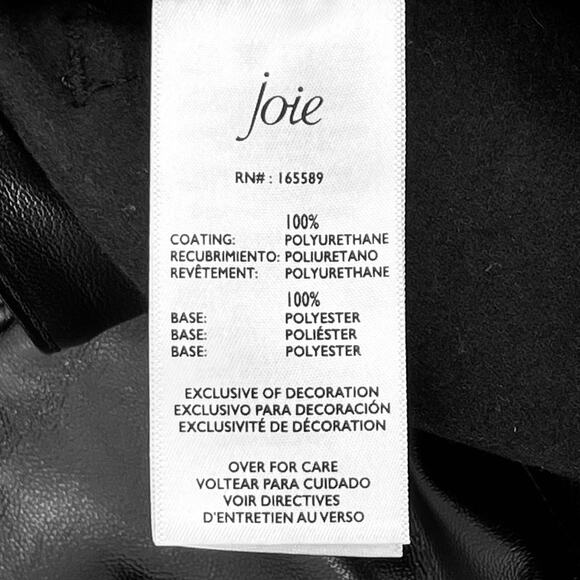 Joie
RN# : 165589
100%
COATING: POLYURETHANE
RECUBRIMIENTO: POLIURETANO
REVÊTEMENT: POLYURETHANE
100%
BASE: POLYESTER
BASE: POLIÉSTER
BASE: POLYESTER
EXCLUSIVE OF DECORATION
EXCLUSIVO PARA DECORACIÓN
EXCLUSIVITÉ DE DÉCORATION
OVER FOR CARE
VOLTEAR PARA CUIDADO
VOIR DIRECTIVES
D'ENTRETIEN AU VERSO